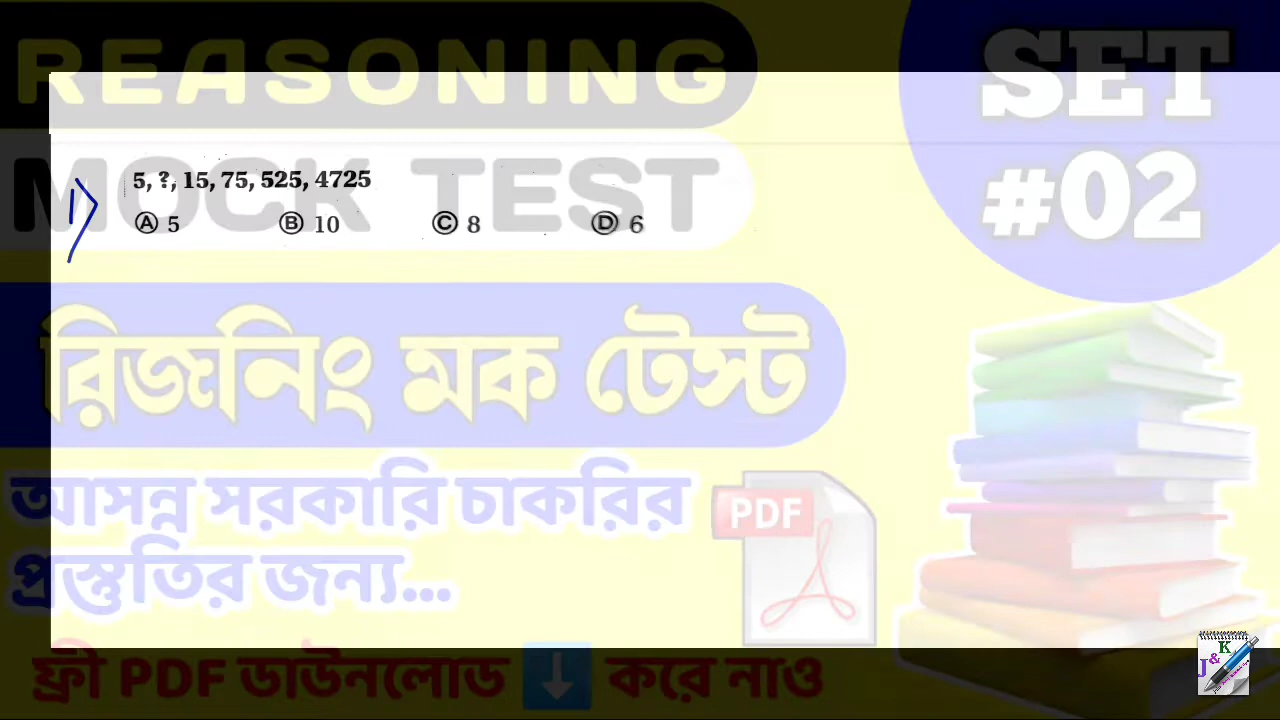 REASONING
SET
#02
MOCK TEST
1
5, ?, 15, 75, 525, 4725
Ⓐ 5 Ⓑ 10 Ⓒ 8 Ⓓ 6
রিজনিং মক টেস্ট
আসন্ন সরকারি চাকরির
প্রস্তুতির জন্য...
PDF
ফ্রী PDF ডাউনলোড ⬇ করে নাও
J&K